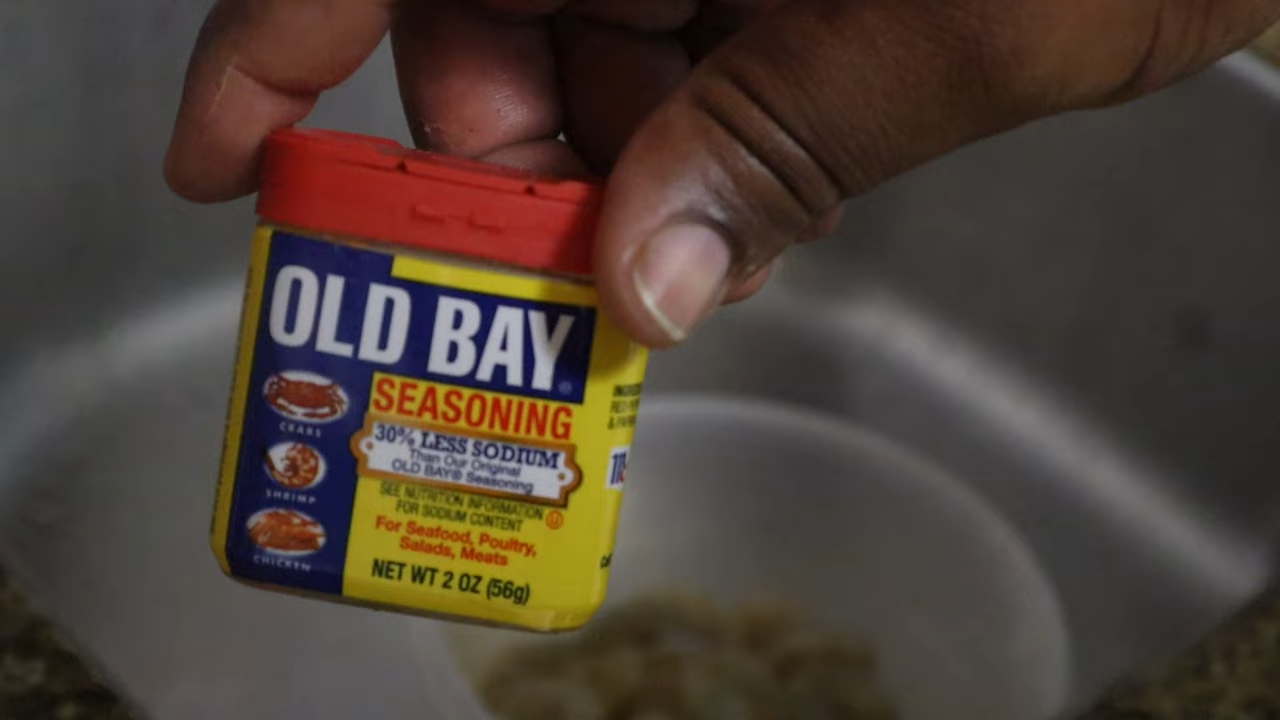 OLD BAY®
SEASONING
30% LESS SODIUM
Than Our Original
OLD BAY® Seasoning
SEE NUTRITION INFORMATION
FOR SODIUM CONTENT
For Seafood, Poultry,
Salads, Meats
NET WT 2 OZ (56g)
CRABS
SHRIMP
CHICKEN